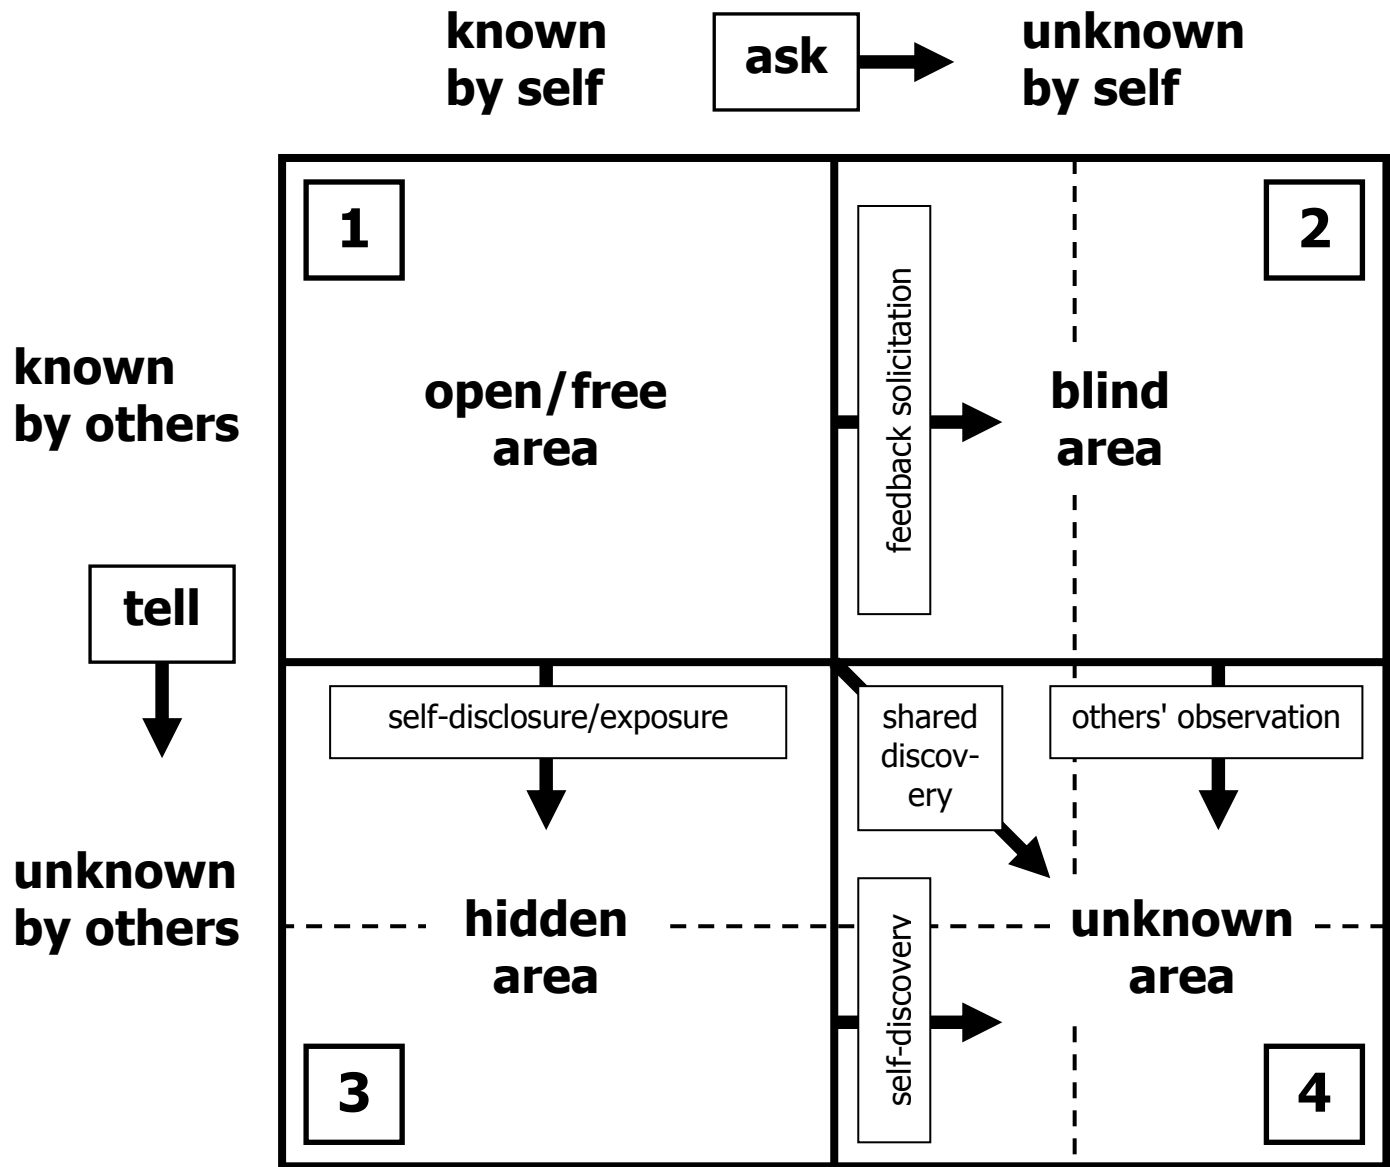 known
by self
ask
unknown
by self
1
2
known
by others
open/free
area
feedback solicitation
blind
area
tell
self-disclosure/exposure
shared
discov-
ery
others' observation
unknown
by others
hidden
area
self-discovery
unknown
area
3
4